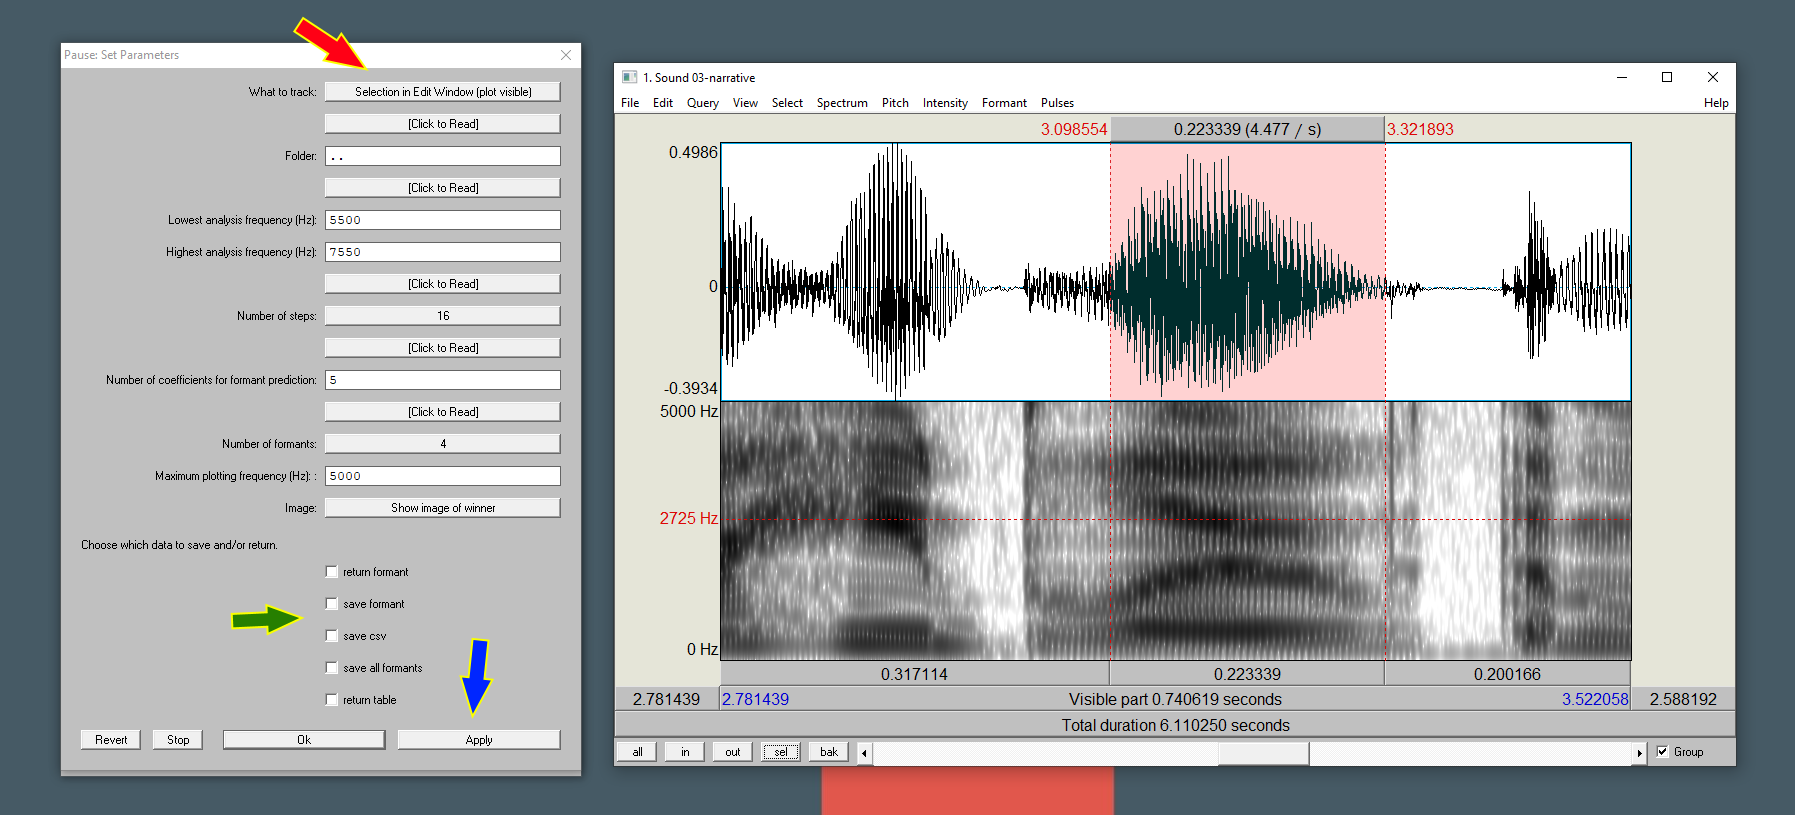 Pause: Set Parameters
What to track: Selection in Edit Window (plot visible)
[Click to Read]
Folder: ..
[Click to Read]
Lowest analysis frequency (Hz): 5500
Highest analysis frequency (Hz): 7550
[Click to Read]
Number of steps: 16
[Click to Read]
Number of coefficients for formant prediction: 5
[Click to Read]
Number of formants: 4
Maximum plotting frequency (Hz): : 5000
Image: Show image of winner
Choose which data to save and/or return.
return formant
save formant
save csv
save all formants
return table
Revert Stop Ok Apply
1. Sound 03-narrative
File Edit Query View Select Spectrum Pitch Intensity Formant Pulses Help
3.098554 0.223339 (4.477 / s) 3.321893
0.4986
0
-0.3934
5000 Hz
2725 Hz
0 Hz
0.317114 0.223339 0.200166
2.781439 2.781439 Visible part 0.740619 seconds 3.522058 2.588192
Total duration 6.110250 seconds
all in out sel bak Group